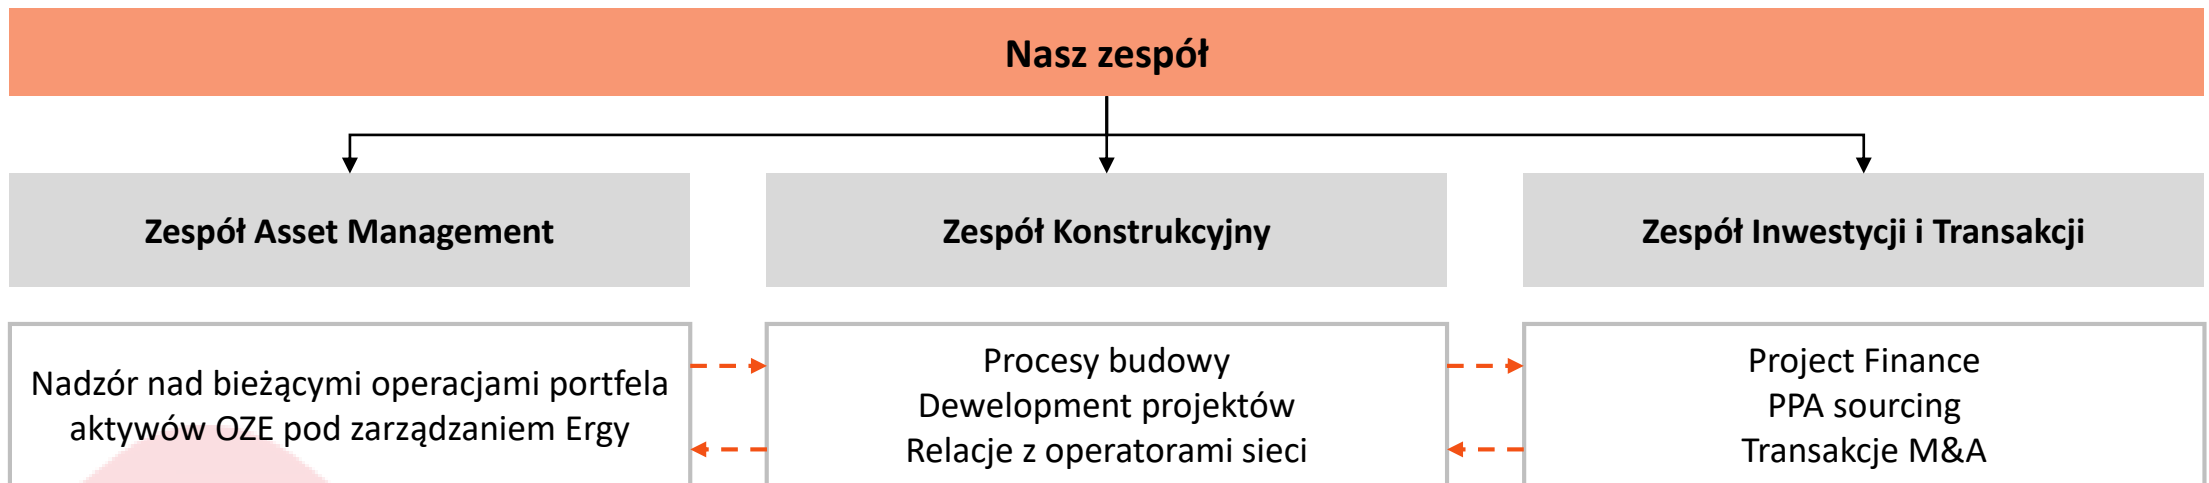 Nasz zespół
Zespół Asset Management
Zespół Konstrukcyjny
Zespół Inwestycji i Transakcji
Nadzór nad bieżącymi operacjami portfela
aktywów OZE pod zarządzaniem Ergy
Procesy budowy
Dewelopment projektów
Relacje z operatorami sieci
Project Finance
PPA sourcing
Transakcje M&A